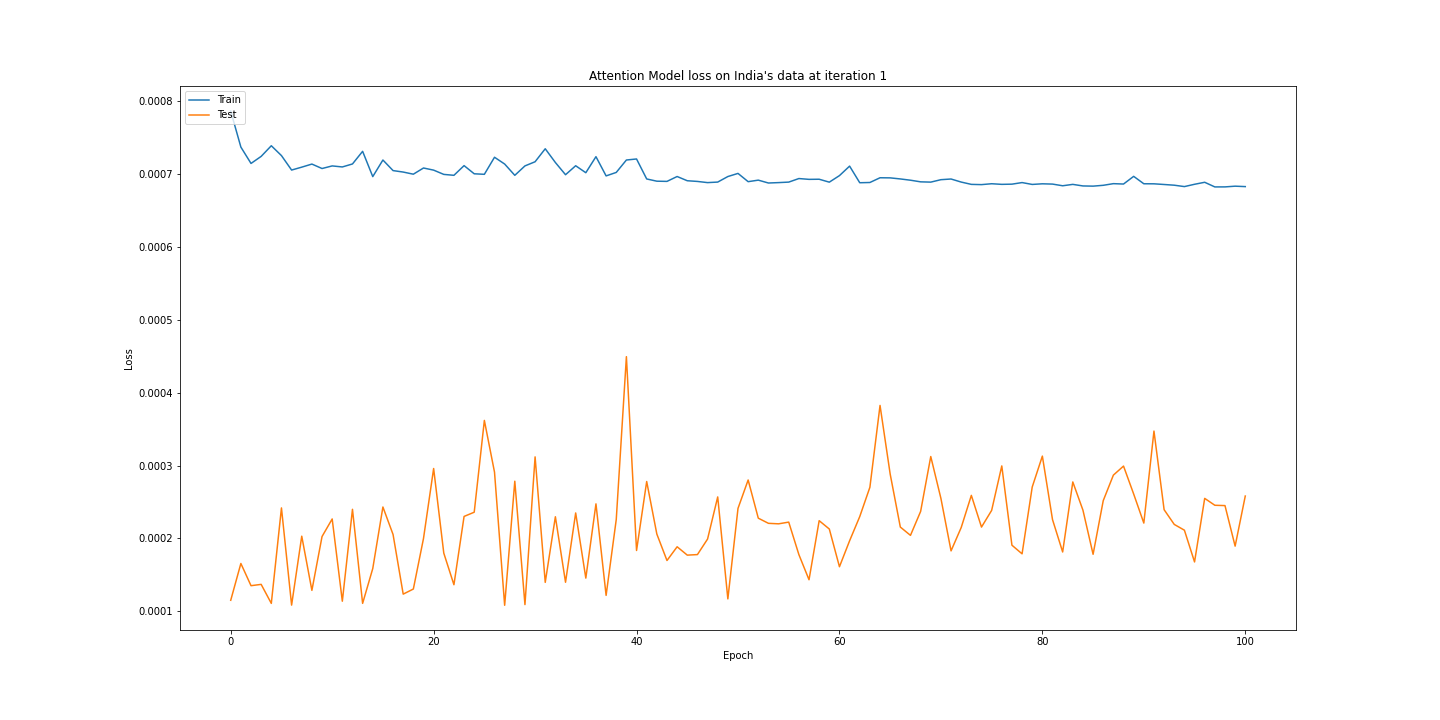 Attention Model loss on India's data at iteration 1
Train
Test
0.0008
0.0007
0.0006
0.0005
0.0004
0.0003
0.0002
0.0001
Loss
0 20 40 60 80 100
Epoch